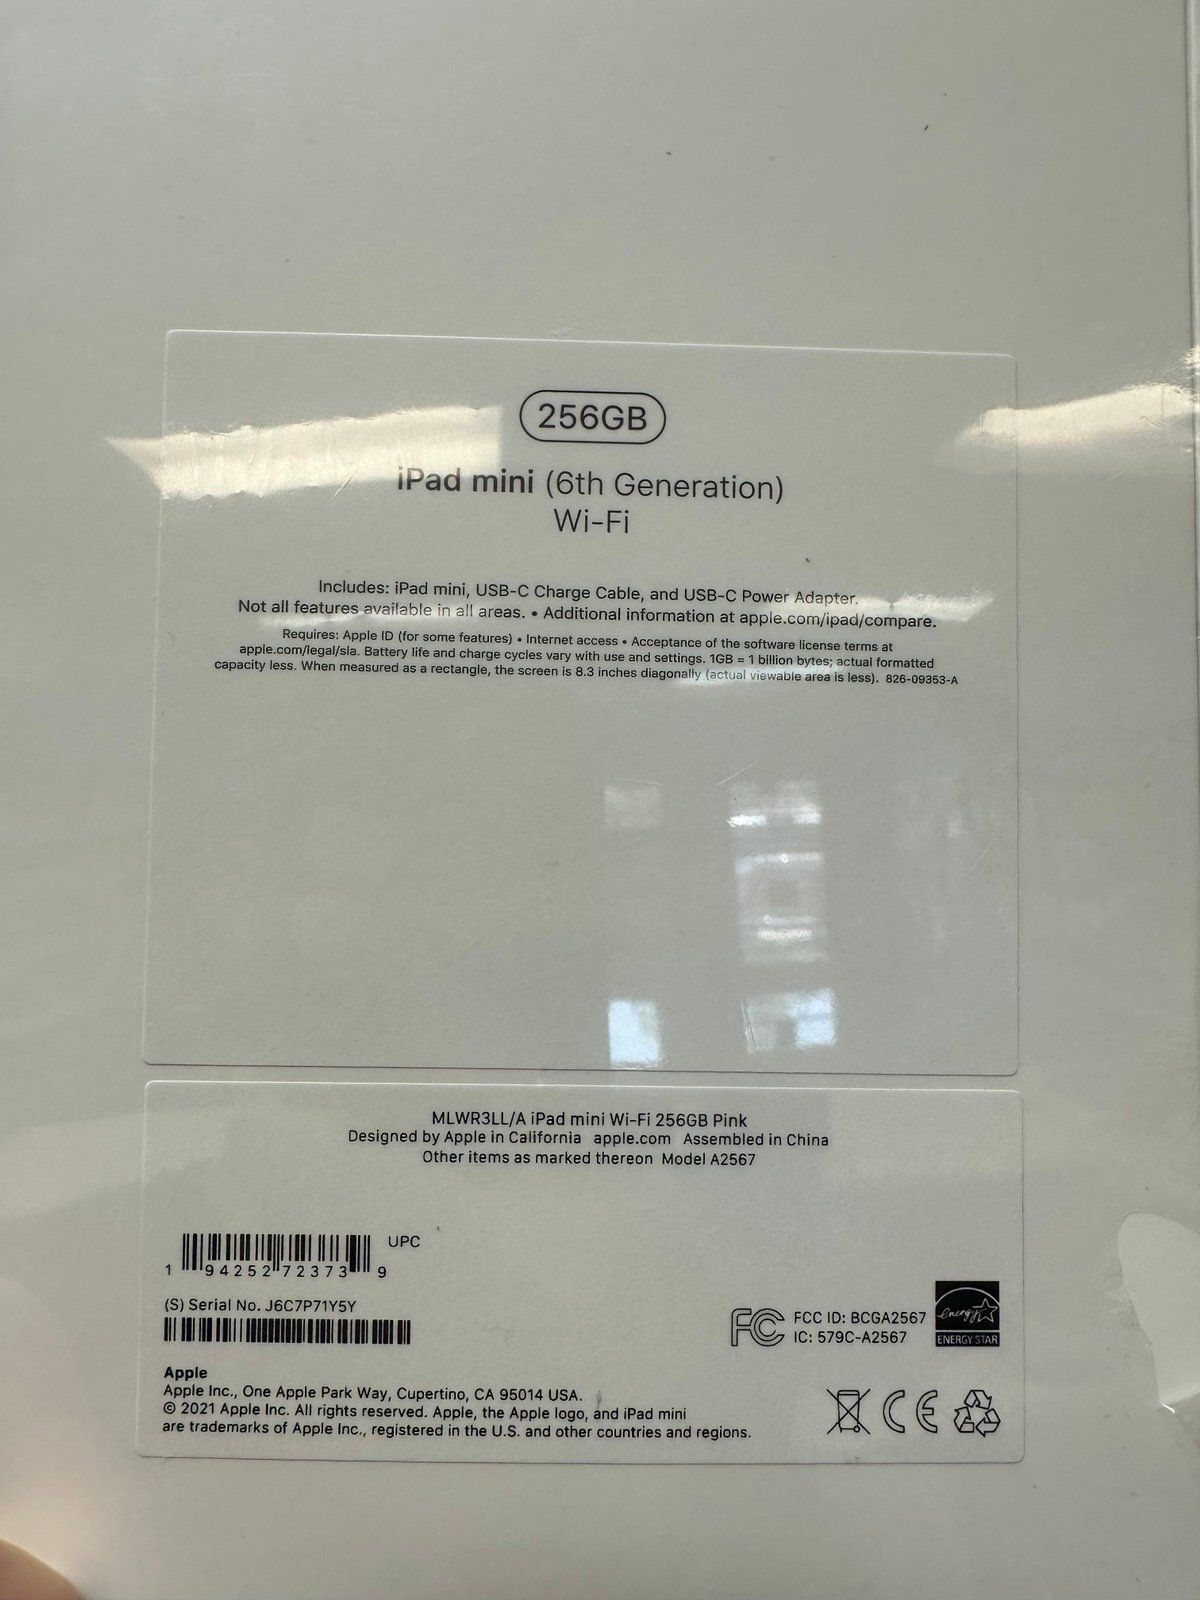 256GB
iPad mini (6th Generation)
Wi-Fi
Includes: iPad mini, USB-C Charge Cable, and USB-C Power Adapter.
Not all features available in all areas. • Additional information at apple.com/ipad/compare.
Requires: Apple ID (for some features) • Internet access • Acceptance of the software license terms at
apple.com/legal/sla. Battery life and charge cycles vary with use and settings. 1GB = 1 billion bytes; actual formatted
capacity less. When measured as a rectangle, the screen is 8.3 inches diagonally (actual viewable area is less). 826-09353-A
MLWR3LL/A iPad mini Wi-Fi 256GB Pink
Designed by Apple in California apple.com Assembled in China
Other items as marked thereon Model A2567
UPC
1 94252 72373 9
(S) Serial No. J6C7P71Y5Y
FC FCC ID: BCGA2567
IC: 579C-A2567
energy
ENERGY STAR
Apple
Apple Inc., One Apple Park Way, Cupertino, CA 95014 USA.
© 2021 Apple Inc. All rights reserved. Apple, the Apple logo, and iPad mini
are trademarks of Apple Inc., registered in the U.S. and other countries and regions.
CE